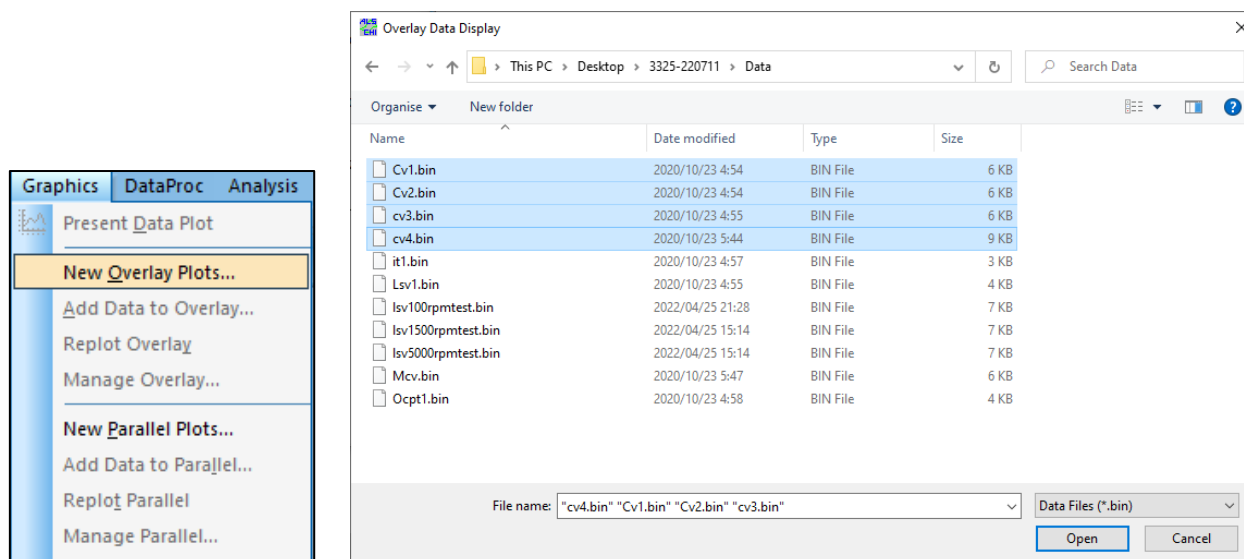 Graphics DataProc Analysis
Present Data Plot
New Overlay Plots...
Add Data to Overlay...
Replot Overlay
Manage Overlay...
New Parallel Plots...
Add Data to Parallel...
Replot Parallel
Manage Parallel...
ALS CHI Overlay Data Display
This PC > Desktop > 3325-220711 > Data
Search Data
Organise New folder
Name Date modified Type Size
Cv1.bin 2020/10/23 4:54 BIN File 6 KB
Cv2.bin 2020/10/23 4:54 BIN File 6 KB
cv3.bin 2020/10/23 4:55 BIN File 6 KB
cv4.bin 2020/10/23 5:44 BIN File 9 KB
it1.bin 2020/10/23 4:57 BIN File 3 KB
Lsv1.bin 2020/10/23 4:55 BIN File 4 KB
lsv100rpmtest.bin 2022/04/25 21:28 BIN File 7 KB
lsv1500rpmtest.bin 2022/04/25 15:14 BIN File 7 KB
lsv5000rpmtest.bin 2022/04/25 15:14 BIN File 7 KB
Mcv.bin 2020/10/23 5:47 BIN File 6 KB
Ocpt1.bin 2020/10/23 4:58 BIN File 4 KB
File name: "cv4.bin" "Cv1.bin" "Cv2.bin" "cv3.bin" Data Files (*.bin)
Open Cancel